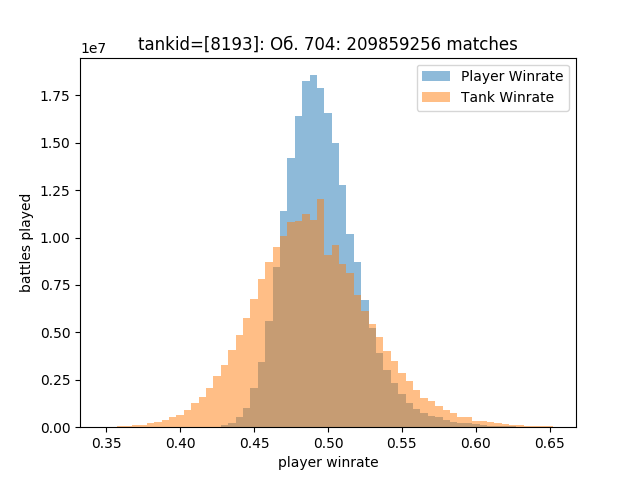 tankid=[8193]: Об. 704: 209859256 matches
1e7
Player Winrate
Tank Winrate
1.75
1.50
1.25
1.00
0.75
0.50
0.25
0.00
battles played
0.35 0.40 0.45 0.50 0.55 0.60 0.65
player winrate